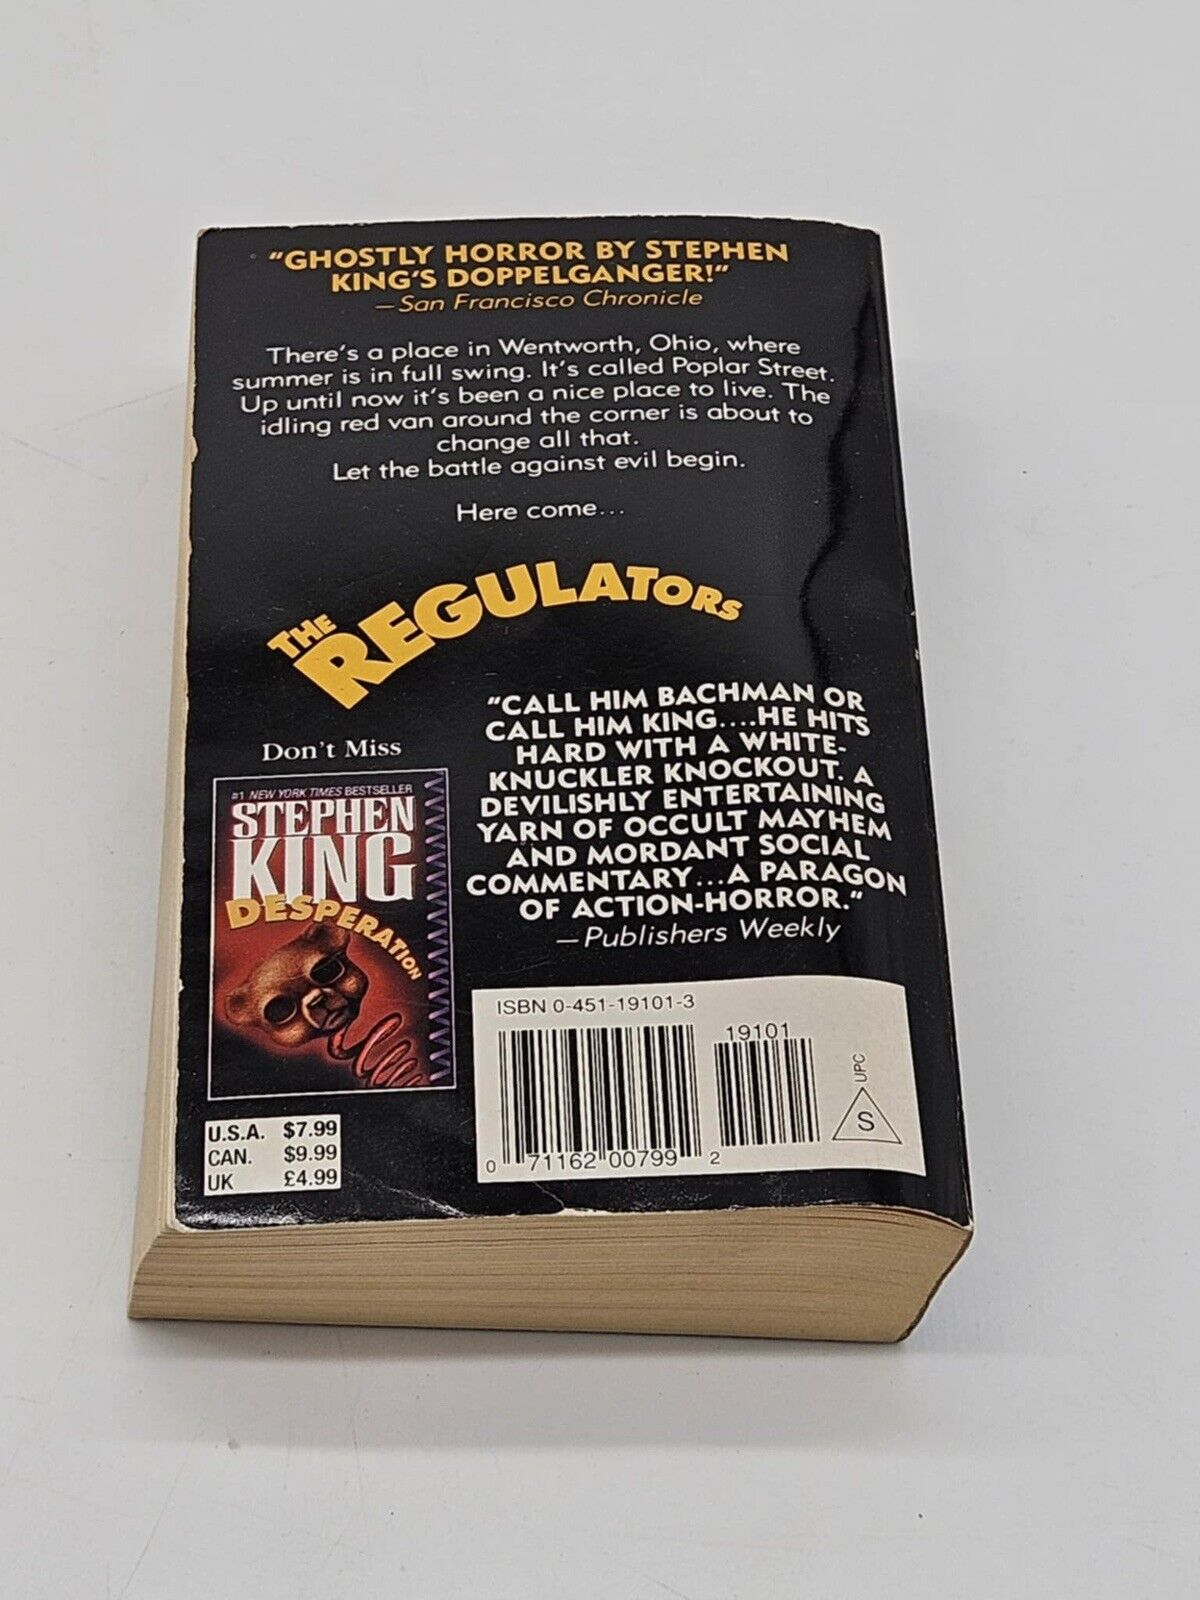 "GHOSTLY HORROR BY STEPHEN
KING'S DOPPELGANGER!"
—San Francisco Chronicle
There's a place in Wentworth, Ohio, where
summer is in full swing. It's called Poplar Street.
Up until now it's been a nice place to live. The
idling red van around the corner is about to
change all that.
Let the battle against evil begin.
Here come...
THE REGULATORS
Don't Miss
#1 NEW YORK TIMES BESTSELLER
STEPHEN
KING
DESPERATION
"CALL HIM BACHMAN OR
CALL HIM KING....HE HITS
HARD WITH A WHITE-
KNUCKLER KNOCKOUT. A
DEVILISHLY ENTERTAINING
YARN OF OCCULT MAYHEM
AND MORDANT SOCIAL
COMMENTARY...A PARAGON
OF ACTION-HORROR."
—Publishers Weekly
U.S.A. $7.99
CAN. $9.99
UK £4.99
ISBN 0-451-19101-3
19101
0 71162 00799 2
UPC
S